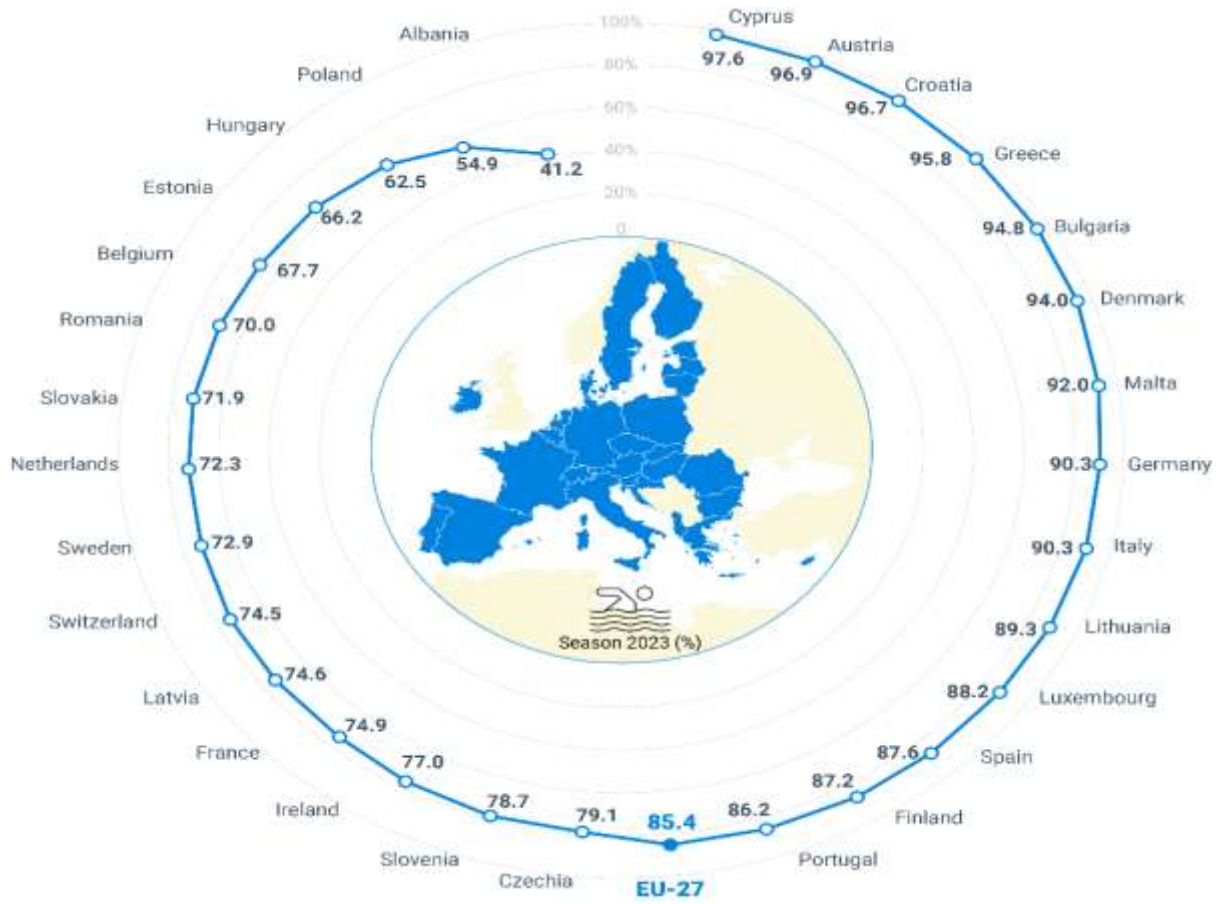 100%
80%
60%
40%
20%
0
Cyprus
97.6
Austria
96.9
Croatia
96.7
Greece
95.8
Bulgaria
94.8
Denmark
94.0
Malta
92.0
Germany
90.3
Italy
90.3
Lithuania
89.3
Luxembourg
88.2
Spain
87.6
Finland
87.2
Portugal
86.2
EU-27
85.4
Czechia
79.1
Slovenia
78.7
Ireland
77.0
France
74.9
Latvia
74.6
Switzerland
74.5
Sweden
72.9
Netherlands
72.3
Slovakia
71.9
Romania
70.0
Belgium
67.7
Estonia
66.2
Hungary
62.5
Poland
54.9
Albania
41.2
Season 2023 (%)